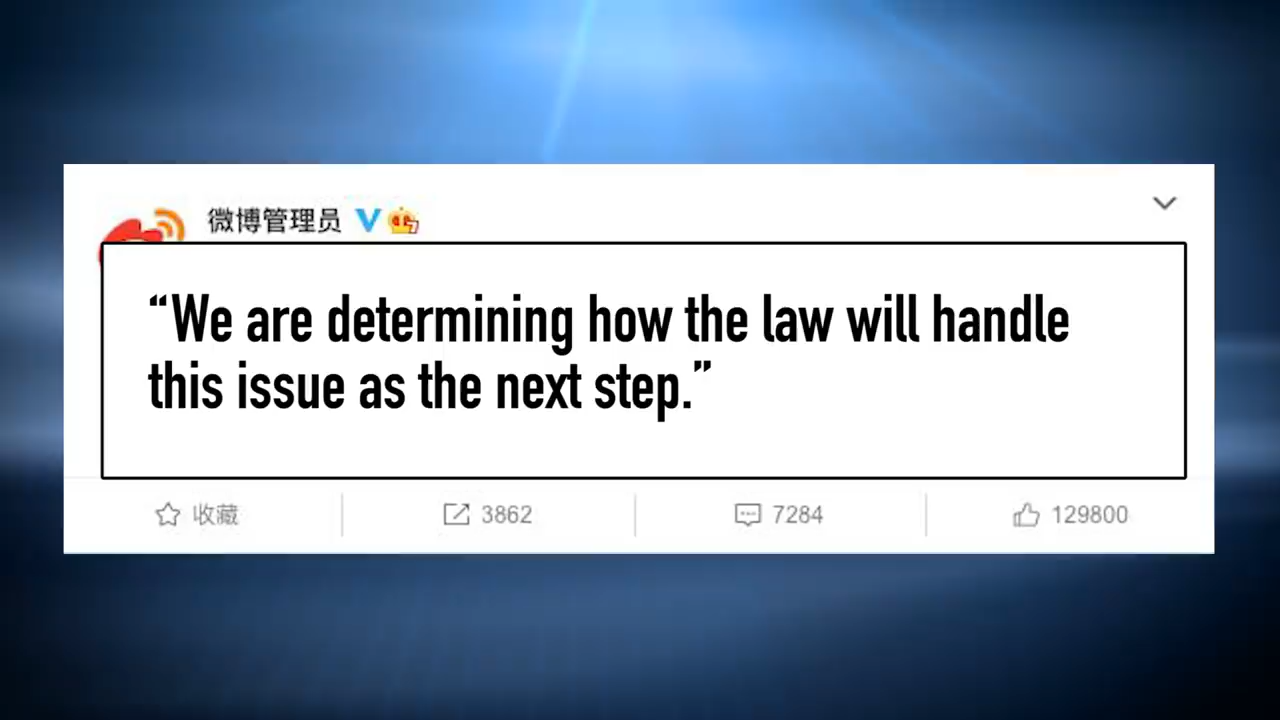 微博管理员
“We are determining how the law will handle
this issue as the next step.”
收藏
3862
7284
129800